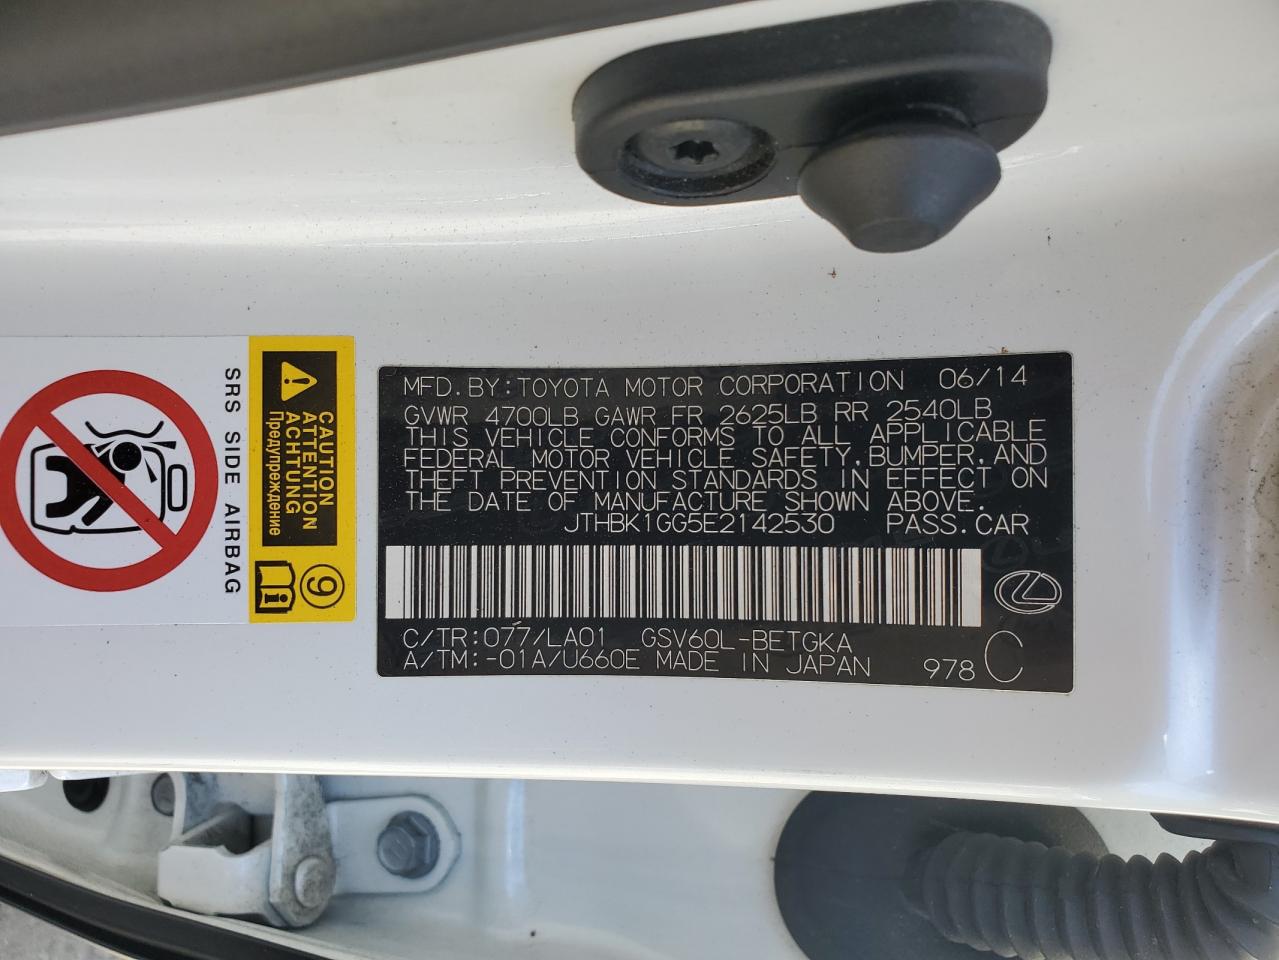 MFD. BY: TOYOTA MOTOR CORPORATION 06/14
GVWR 4700LB GAWR FR 2625LB RR 2540LB
THIS VEHICLE CONFORMS TO ALL APPLICABLE
FEDERAL MOTOR VEHICLE SAFETY, BUMPER, AND
THEFT PREVENTION STANDARDS IN EFFECT ON
THE DATE OF MANUFACTURE SHOWN ABOVE.
JTHBK1GG5E2142530 PASS. CAR
C/TR: 077/LA01 GSV60L-BETGKA
A/TM: -01A/U660E MADE IN JAPAN 978 C
CAUTION
ATTENTION
ACHTUNG
Предупреждение
9
SRS SIDE AIRBAG